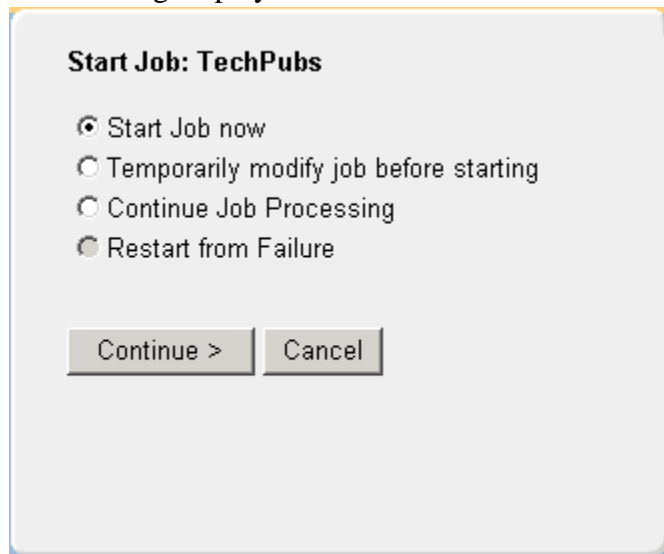 Start Job: TechPubs
Start Job now
Temporarily modify job before starting
Continue Job Processing
Restart from Failure
Continue > Cancel